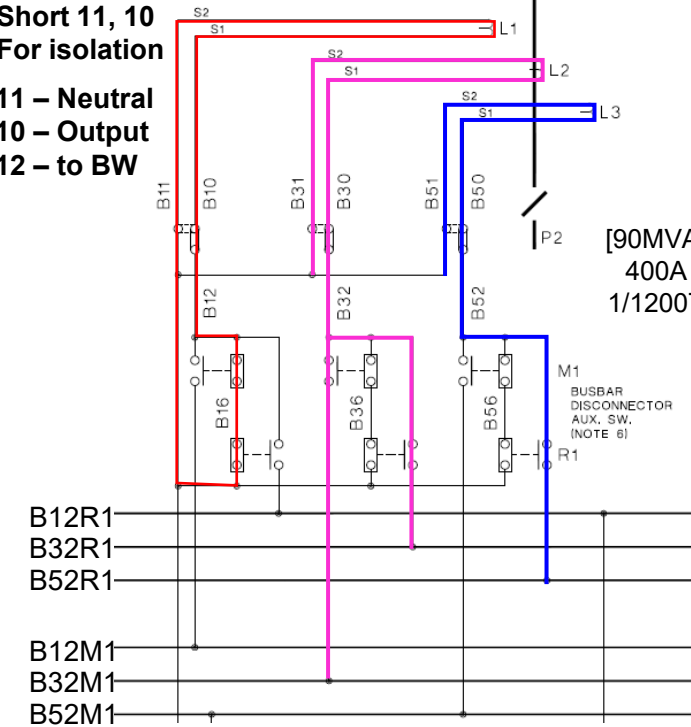 Short 11, 10
For isolation
11 – Neutral
10 – Output
12 – to BW
S2
S1
L1
S2
S1
L2
S2
S1
L3
B11
B10
B31
B30
B51
B50
P2
[90MVA
400A
1/1200
B12
B32
B52
M1
BUSBAR
DISCONNECTOR
AUX. SW.
(NOTE 6)
B16
B36
B56
R1
B12R1
B32R1
B52R1
B12M1
B32M1
B52M1